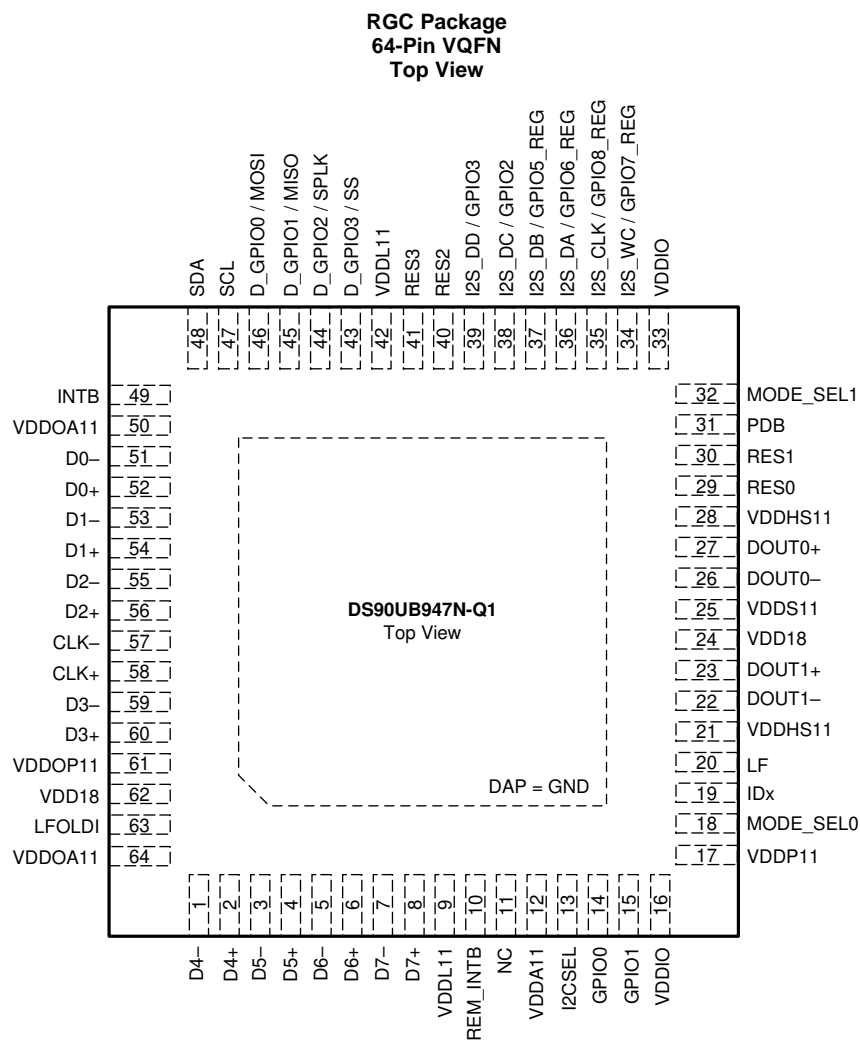 RGC Package
64-Pin VQFN
Top View
SDA
SCL
D_GPIO0 / MOSI
D_GPIO1 / MISO
D_GPIO2 / SPLK
D_GPIO3 / SS
VDDL11
RES3
RES2
I2S_DD / GPIO3
I2S_DC / GPIO2
I2S_DB / GPIO5_REG
I2S_DA / GPIO6_REG
I2S_CLK / GPIO8_REG
I2S_WC / GPIO7_REG
VDDIO
48
47
46
45
44
43
42
41
40
39
38
37
36
35
34
33
INTB 49
VDDOA11 50
D0– 51
D0+ 52
D1– 53
D1+ 54
D2– 55
D2+ 56
CLK– 57
CLK+ 58
D3– 59
D3+ 60
VDDOP11 61
VDD18 62
LFOLDI 63
VDDOA11 64
DS90UB947N-Q1
Top View
DAP = GND
32 MODE_SEL1
31 PDB
30 RES1
29 RES0
28 VDDHS11
27 DOUT0+
26 DOUT0–
25 VDDS11
24 VDD18
23 DOUT1+
22 DOUT1–
21 VDDHS11
20 LF
19 IDx
18 MODE_SEL0
17 VDDP11
1
2
3
4
5
6
7
8
9
10
11
12
13
14
15
16
D4–
D4+
D5–
D5+
D6–
D6+
D7–
D7+
VDDL11
REM_INTB
NC
VDDA11
I2CSEL
GPIO0
GPIO1
VDDIO